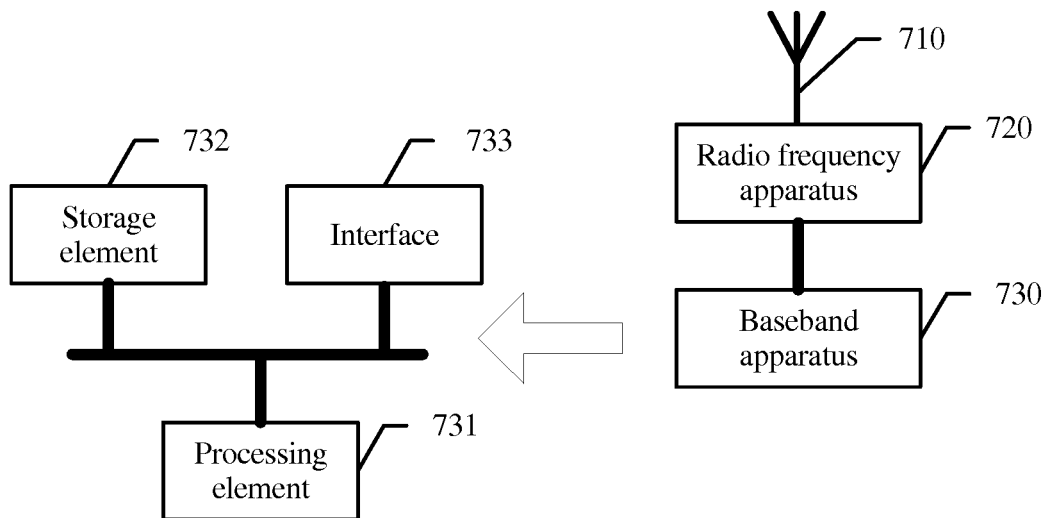 710
720
Radio frequency
apparatus
732
733
Storage
element
Interface
730
Baseband
apparatus
731
Processing
element